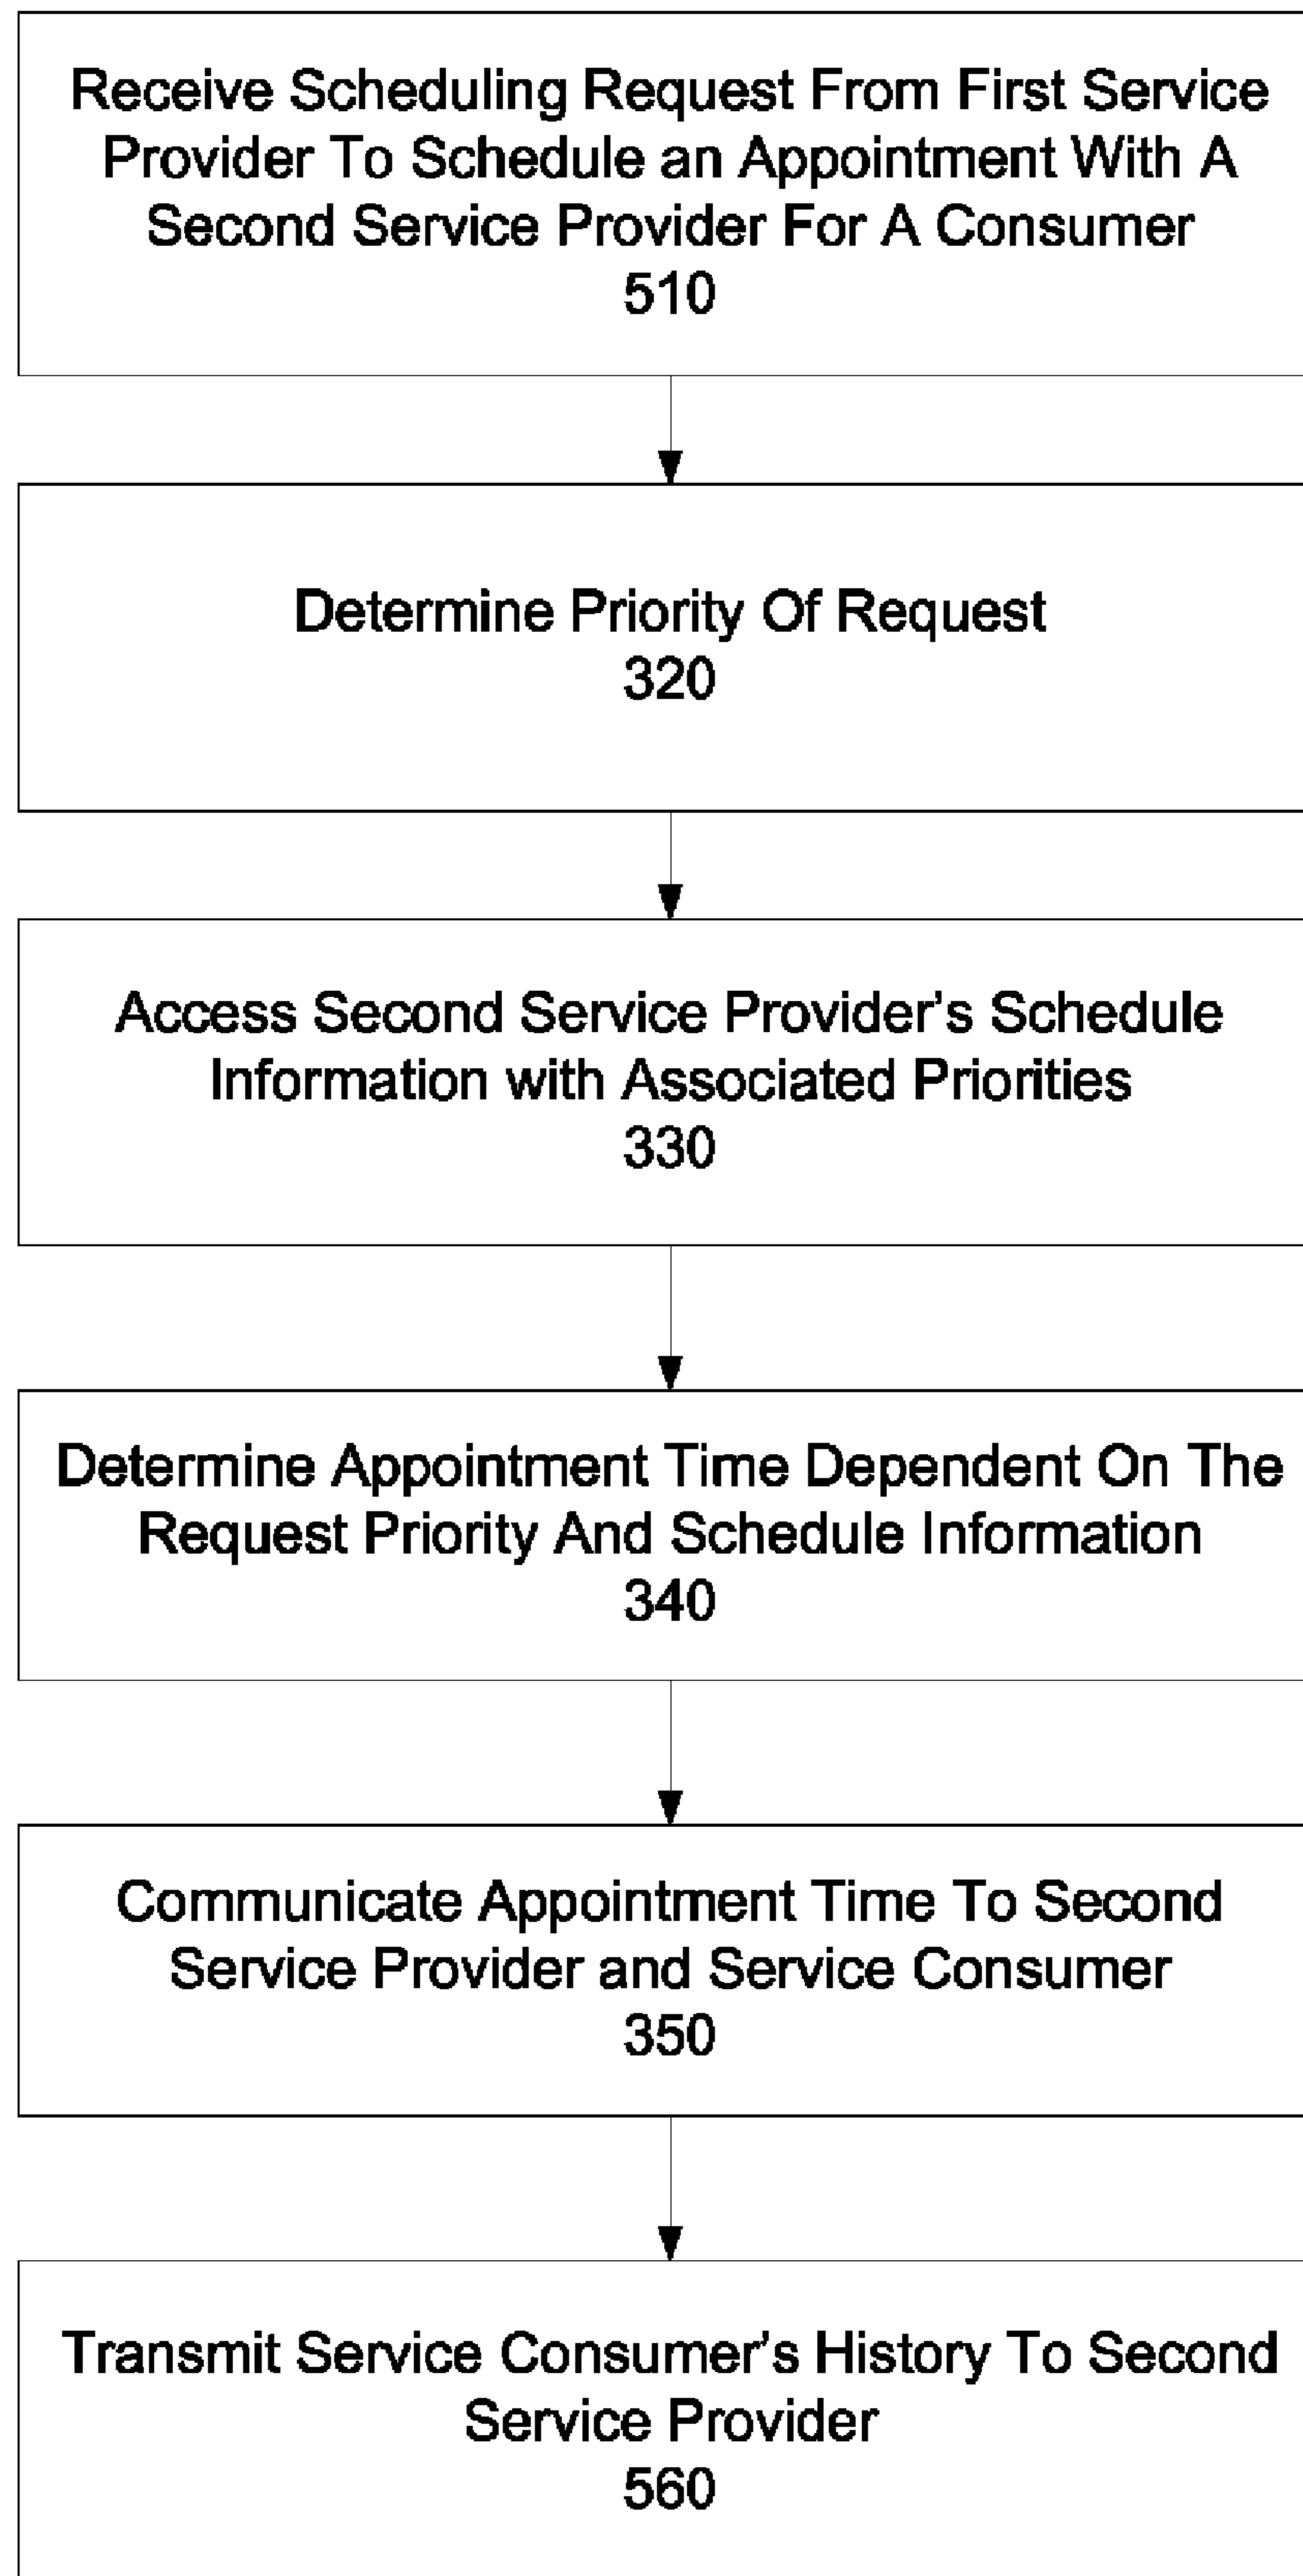 Receive Scheduling Request From First Service
Provider To Schedule an Appointment With A
Second Service Provider For A Consumer
510
Determine Priority Of Request
320
Access Second Service Provider’s Schedule
Information with Associated Priorities
330
Determine Appointment Time Dependent On The
Request Priority And Schedule Information
340
Communicate Appointment Time To Second
Service Provider and Service Consumer
350
Transmit Service Consumer’s History To Second
Service Provider
560